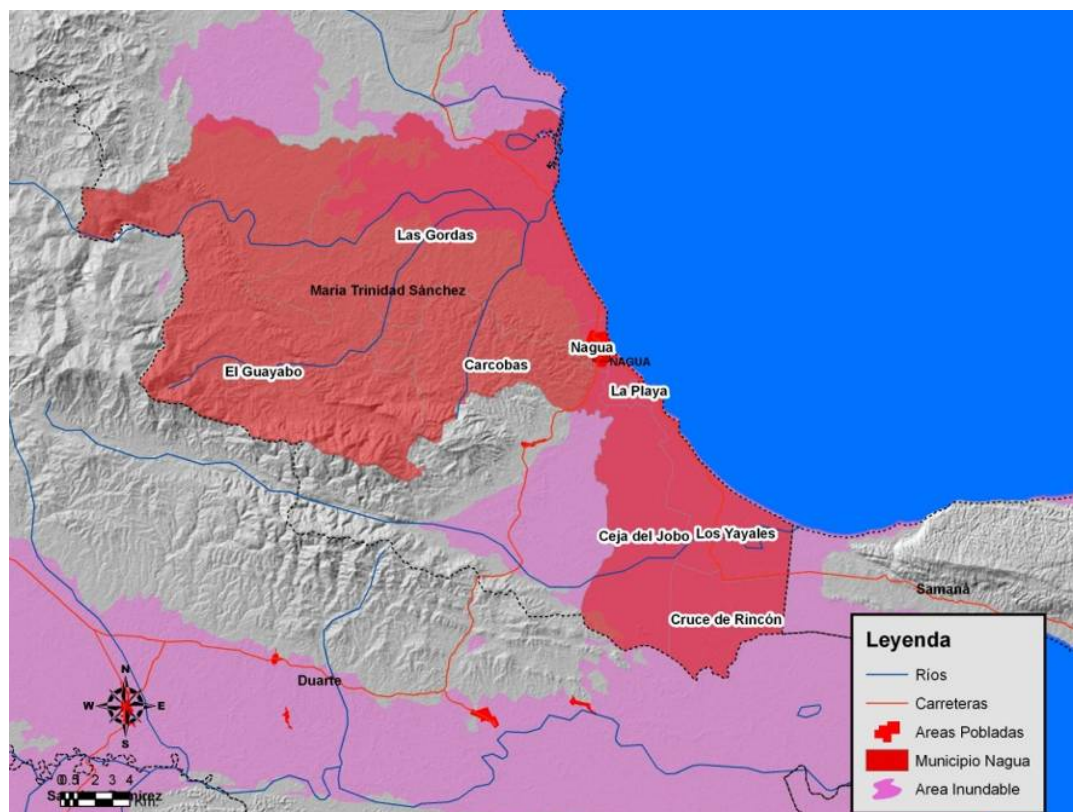 Las Gordas
María Trinidad Sánchez
Nagua
NAGUA
El Guayabo
Carcobas
La Playa
Ceja del Jobo
Los Yayales
Samaná
Cruce de Rincón
Duarte
Leyenda
Ríos
Carreteras
Areas Pobladas
Municipio Nagua
Area Inundable
N
W E
S
0 0.5 1 2 3 4
Km.